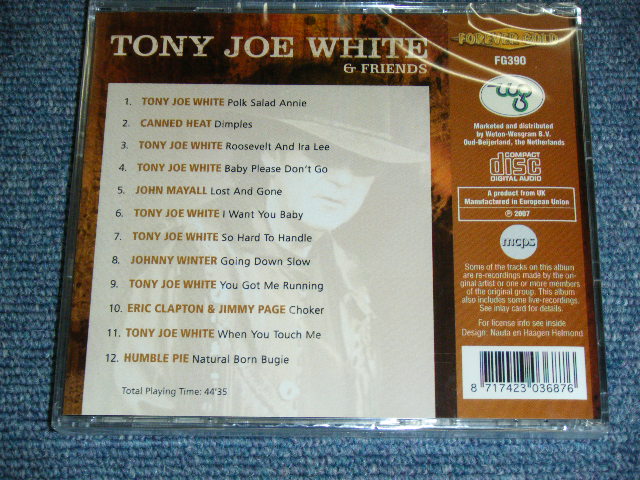 TONY JOE WHITE
& FRIENDS
1. TONY JOE WHITE Polk Salad Annie
2. CANNED HEAT Dimples
3. TONY JOE WHITE Roosevelt And Ira Lee
4. TONY JOE WHITE Baby Please Don't Go
5. JOHN MAYALL Lost And Gone
6. TONY JOE WHITE I Want You Baby
7. TONY JOE WHITE So Hard To Handle
8. JOHNNY WINTER Going Down Slow
9. TONY JOE WHITE You Got Me Running
10. ERIC CLAPTON & JIMMY PAGE Choker
11. TONY JOE WHITE When You Touch Me
12. HUMBLE PIE Natural Born Bugie
Total Playing Time: 44'35
FOREVER GOLD
FG390
Marketed and distributed
by Weton-Wesgram B.V.
Oud-Beijerland, the Netherlands
COMPACT
disc
DIGITAL AUDIO
A product from UK
Manufactured in European Union
℗ 2007
mcps
Some of the tracks on this album
are re-recordings made by the ori-
ginal artist or one or more members
of the original group. This album
also includes some live-recordings.
See inlay card for details.
For license info see inside
Design: Nauta en Haagen Helmond
8 717423 036876